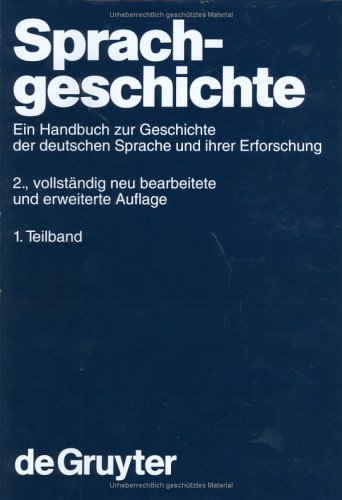 Urheberrechtlich geschütztes Material
Sprach-
geschichte
Ein Handbuch zur Geschichte
der deutschen Sprache und ihrer Erforschung
2., vollständig neu bearbeitete
und erweiterte Auflage
1. Teilband
de Gruyter
Urheberrechtlich geschütztes Material